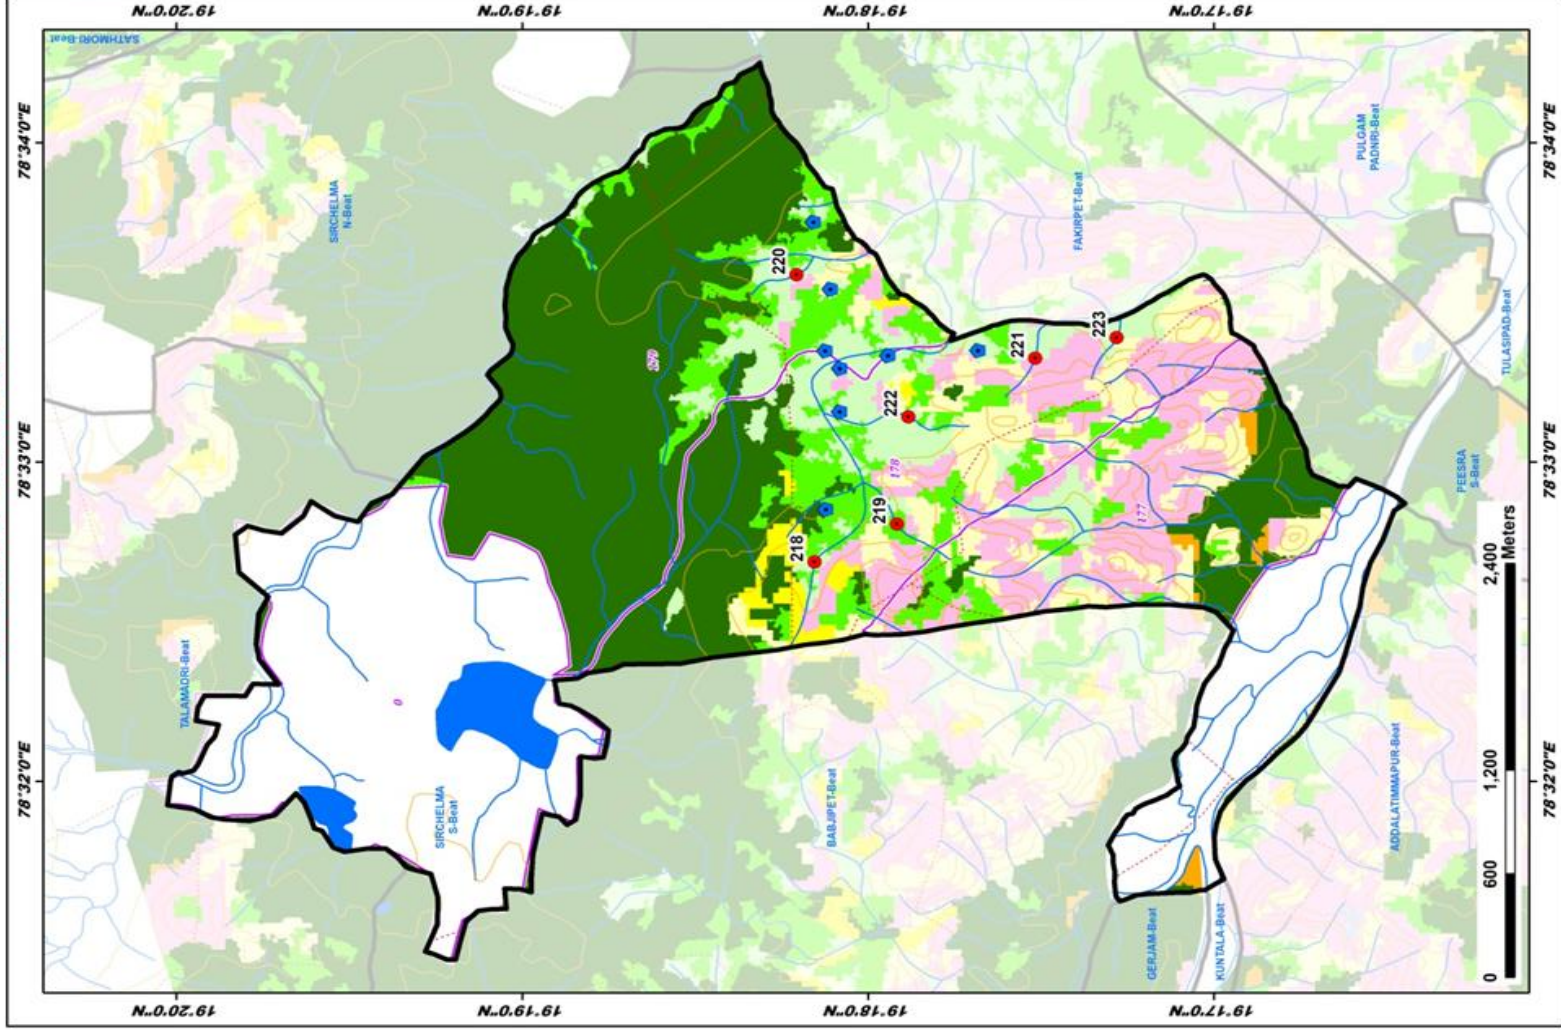 78°32'0"E
78°33'0"E
78°34'0"E
19°20'0"N
19°20'0"N
SATHMORI-Beat
TALAMADRI-Beat
SIRCHELMA
N-Beat
0
SIRCHELMA
S-Beat
19°19'0"N
19°19'0"N
179
220
218
BABJIPET-Beat
219
222
178
19°18'0"N
19°18'0"N
221
FAKIRPET-Beat
223
177
GERJAM-Beat
19°17'0"N
19°17'0"N
KUNTALA-Beat
PULGAM
PADNRI-Beat
ADDALATIMMAPUR-Beat
PEESRA
S-Beat
TULASIPAD-Beat
0
600
1,200
2,400
Meters
78°32'0"E
78°33'0"E
78°34'0"E